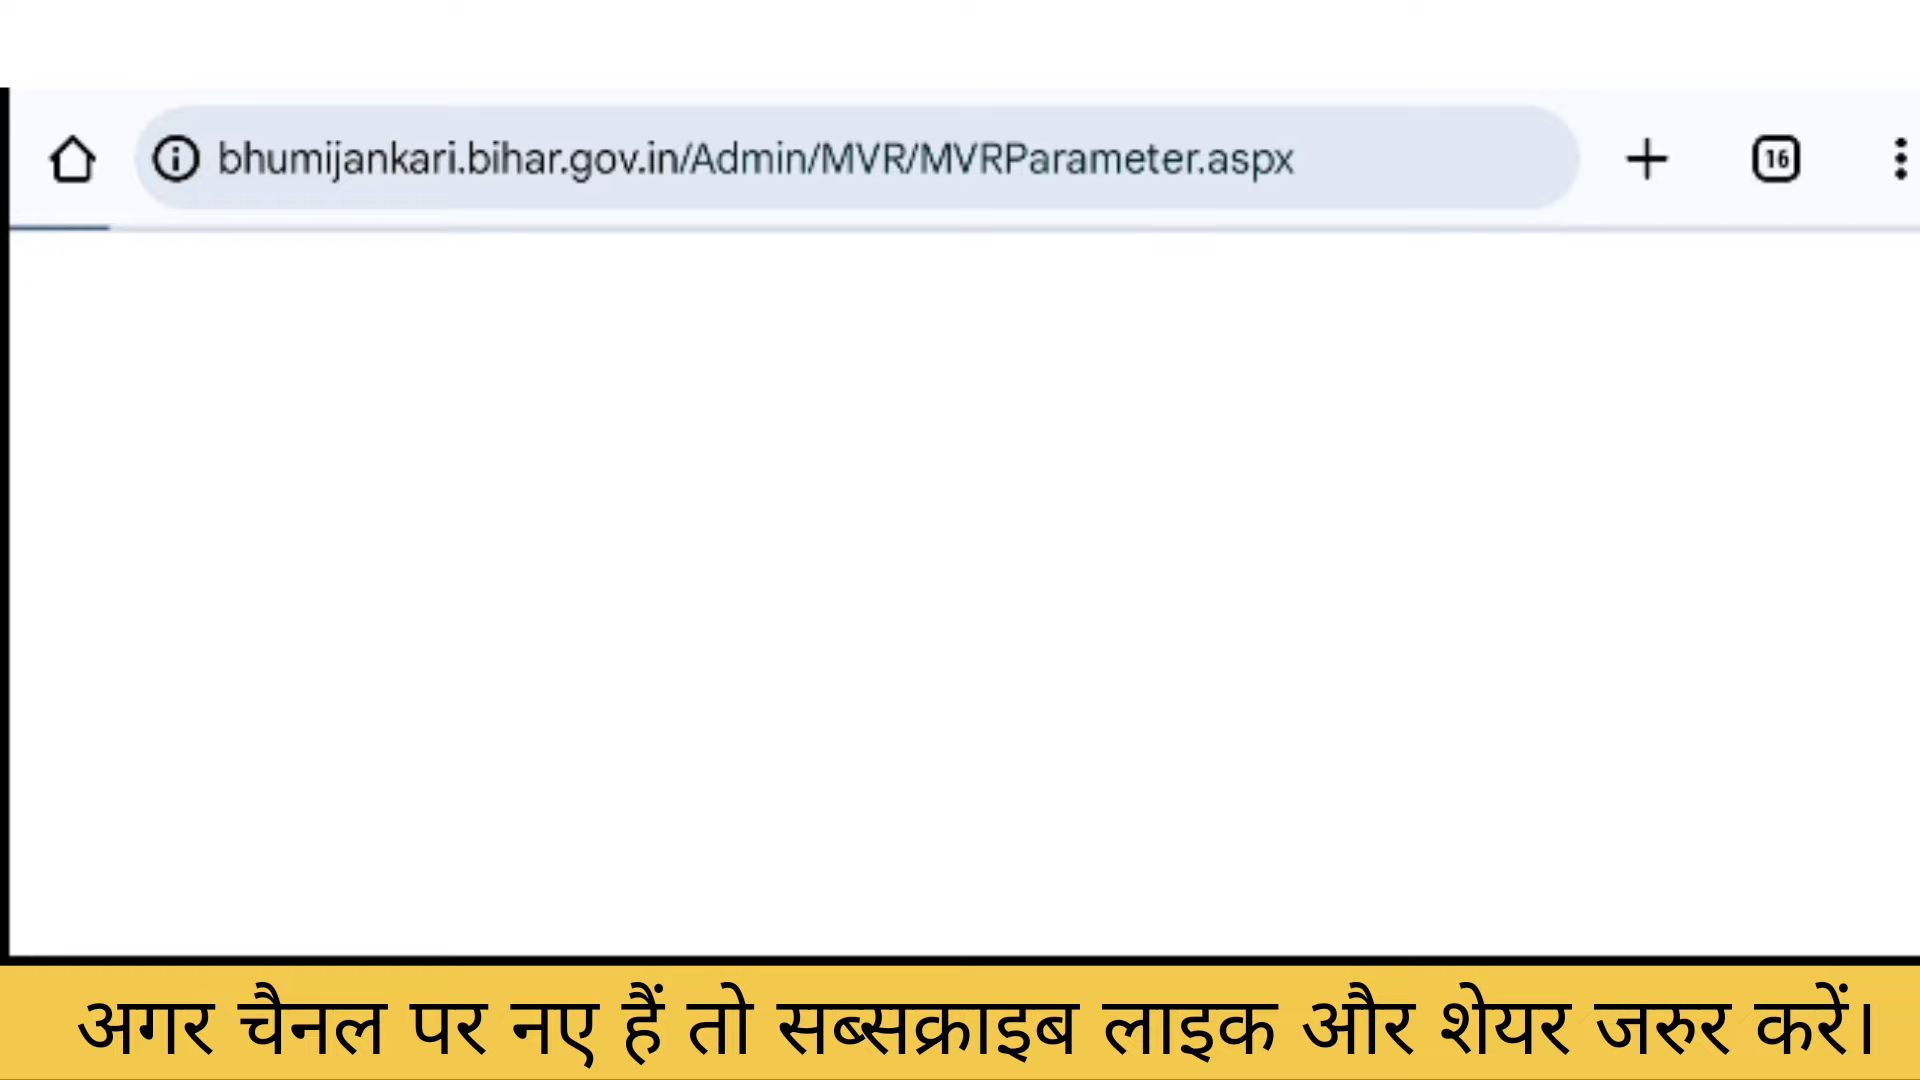 bhumijankari.bihar.gov.in/Admin/MVR/MVRParameter.aspx
16
अगर चैनल पर नए हैं तो सब्सक्राइब लाइक और शेयर जरुर करें।